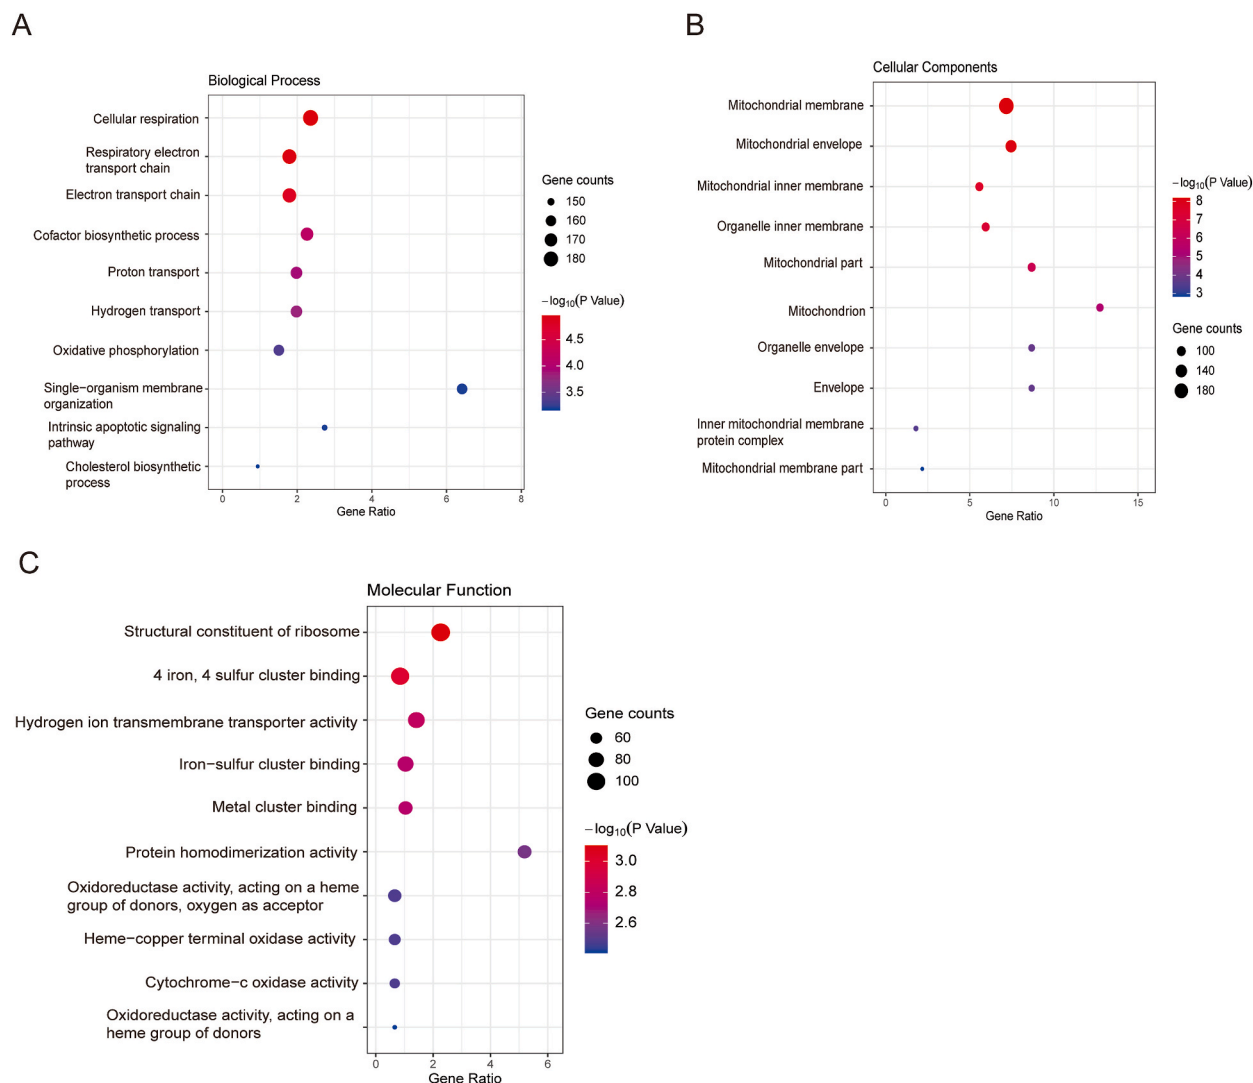 A
Biological Process
Cellular respiration
Respiratory electron
transport chain
Electron transport chain
Cofactor biosynthetic process
Proton transport
Hydrogen transport
Oxidative phosphorylation
Single−organism membrane
organization
Intrinsic apoptotic signaling
pathway
Cholesterol biosynthetic
process
0 2 4 6 8
Gene Ratio
Gene counts
150
160
170
180
−log10(P Value)
4.5
4.0
3.5
B
Cellular Components
Mitochondrial membrane
Mitochondrial envelope
Mitochondrial inner membrane
Organelle inner membrane
Mitochondrial part
Mitochondrion
Organelle envelope
Envelope
Inner mitochondrial membrane
protein complex
Mitochondrial membrane part
0 5 10 15
Gene Ratio
−log10(P Value)
8
7
6
5
4
3
Gene counts
100
140
180
C
Molecular Function
Structural constituent of ribosome
4 iron, 4 sulfur cluster binding
Hydrogen ion transmembrane transporter activity
Iron−sulfur cluster binding
Metal cluster binding
Protein homodimerization activity
Oxidoreductase activity, acting on a heme
group of donors, oxygen as acceptor
Heme−copper terminal oxidase activity
Cytochrome−c oxidase activity
Oxidoreductase activity, acting on a
heme group of donors
0 2 4 6
Gene Ratio
Gene counts
60
80
100
−log10(P Value)
3.0
2.8
2.6